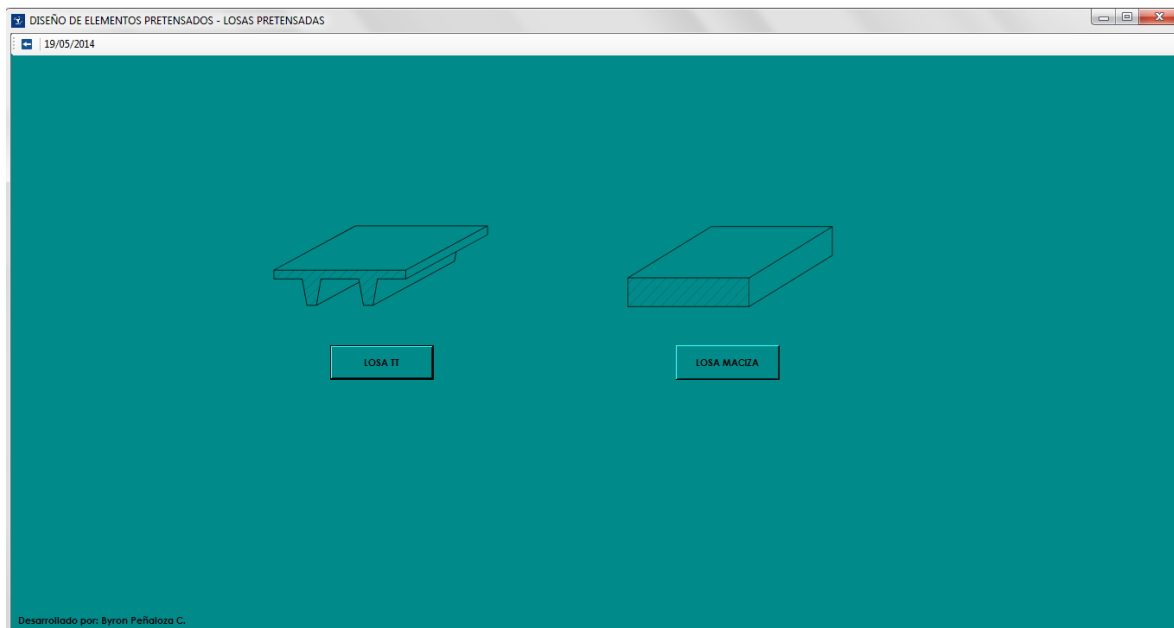 DISEÑO DE ELEMENTOS PRETENSADOS - LOSAS PRETENSADAS
19/05/2014
LOSA TT
LOSA MACIZA
Desarrollado por: Byron Peñaloza C.